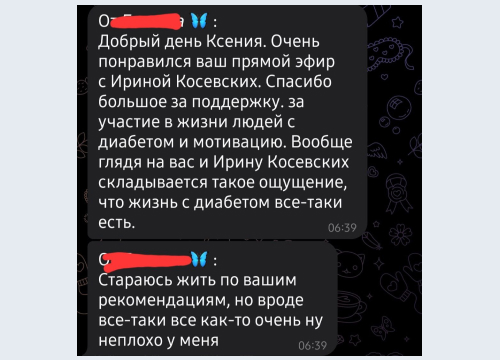 О
Добрый день Ксения. Очень
понравился ваш прямой эфир
с Ириной Косевских. Спасибо
большое за поддержку. за
участие в жизни людей с
диабетом и мотивацию. Вообще
глядя на вас и Ирину Косевских
складывается такое ощущение,
что жизнь с диабетом все-таки
есть.
06:39
:
Стараюсь жить по вашим
рекомендациям, но вроде
все-таки все как-то очень ну
неплохо у меня
06:39